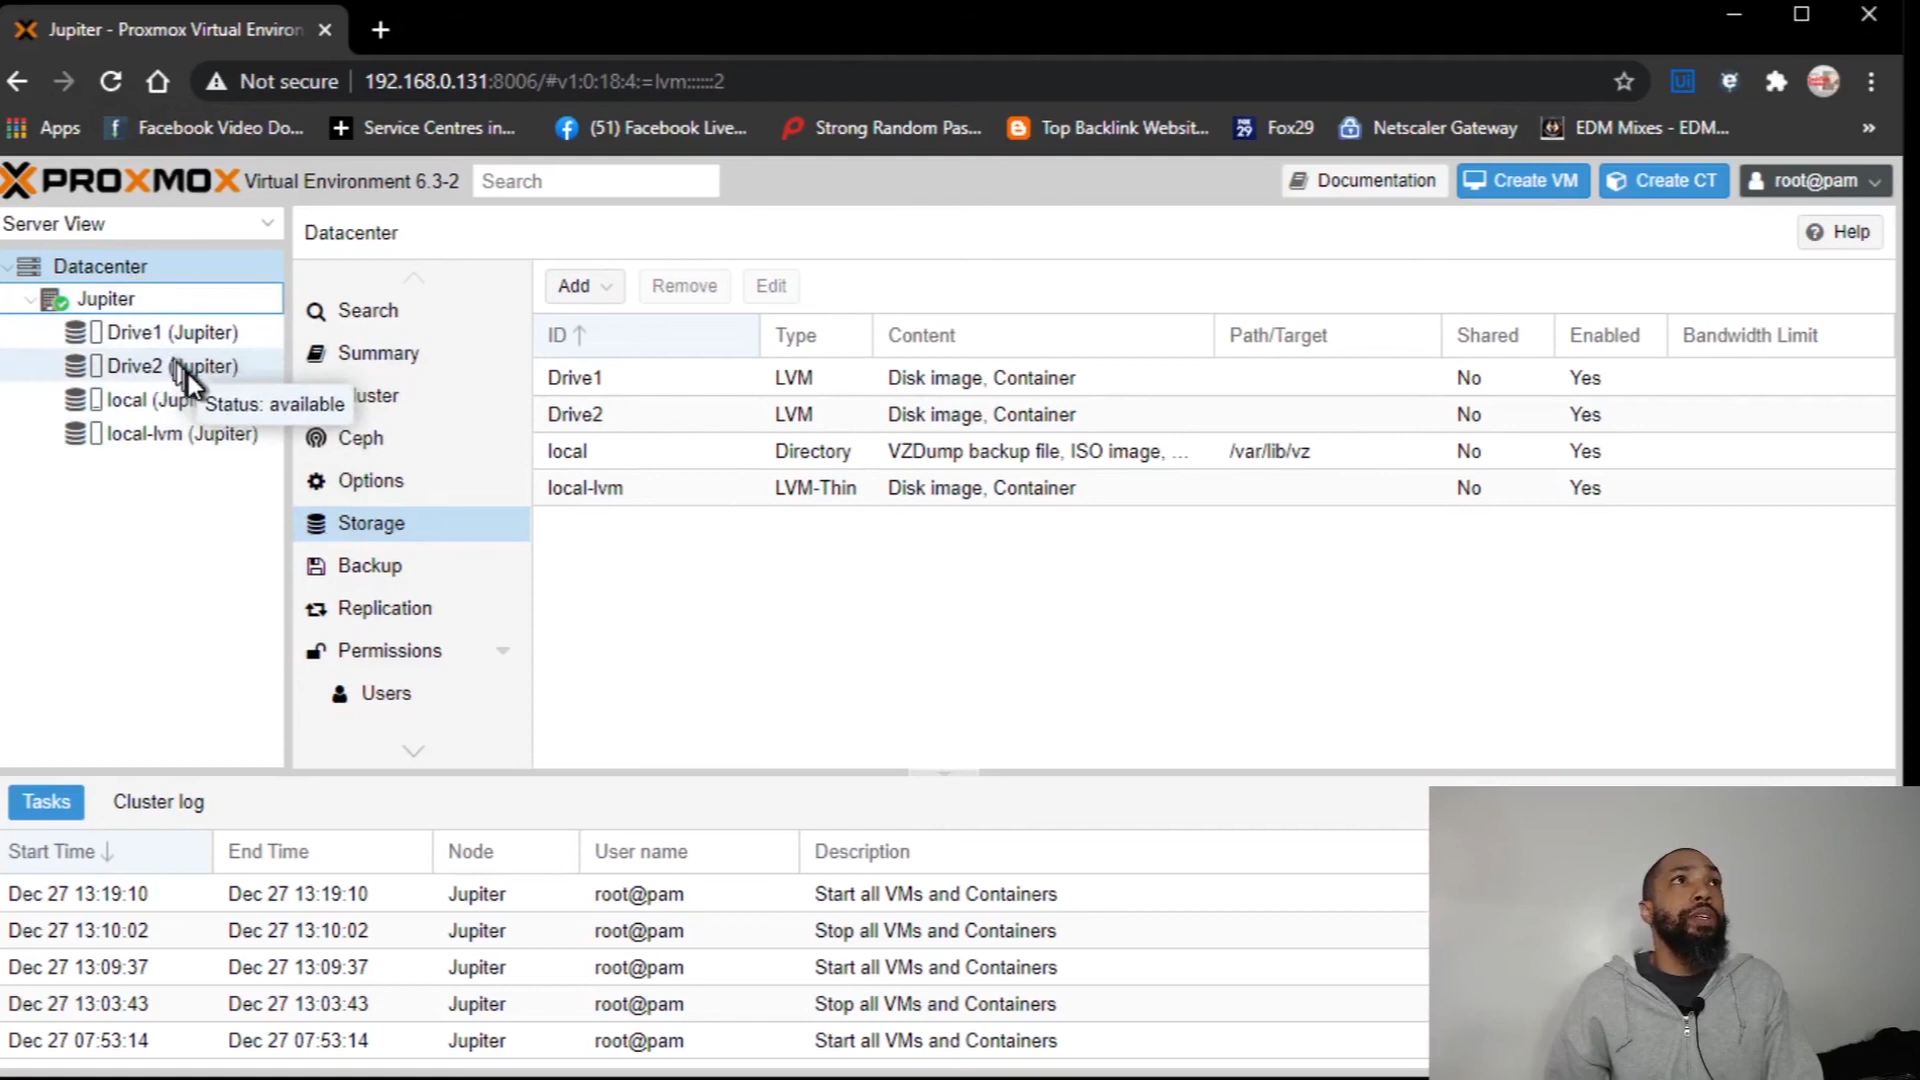 Jupiter - Proxmox Virtual Environ
Not secure 192.168.0.131:8006/#v1:0:18:4:=lvm::::::2
Apps Facebook Video Do... Service Centres in... (51) Facebook Live... Strong Random Pas... Top Backlink Websit... Fox29 Netscaler Gateway EDM Mixes - EDM... »
PROXMOX Virtual Environment 6.3-2 Search Documentation Create VM Create CT root@pam
Server View
Datacenter
Jupiter
Drive1 (Jupiter)
Drive2 (Jupiter)
local (Jup
local-lvm (Jupiter)
Status: available
Datacenter Help
Search
Summary
luster
Ceph
Options
Storage
Backup
Replication
Permissions
Users
Add Remove Edit
ID Type Content Path/Target Shared Enabled Bandwidth Limit
Drive1 LVM Disk image, Container No Yes
Drive2 LVM Disk image, Container No Yes
local Directory VZDump backup file, ISO image, ... /var/lib/vz No Yes
local-lvm LVM-Thin Disk image, Container No Yes
Tasks Cluster log
Start Time End Time Node User name Description
Dec 27 13:19:10 Dec 27 13:19:10 Jupiter root@pam Start all VMs and Containers
Dec 27 13:10:02 Dec 27 13:10:02 Jupiter root@pam Stop all VMs and Containers
Dec 27 13:09:37 Dec 27 13:09:37 Jupiter root@pam Start all VMs and Containers
Dec 27 13:03:43 Dec 27 13:03:43 Jupiter root@pam Stop all VMs and Containers
Dec 27 07:53:14 Dec 27 07:53:14 Jupiter root@pam Start all VMs and Containers